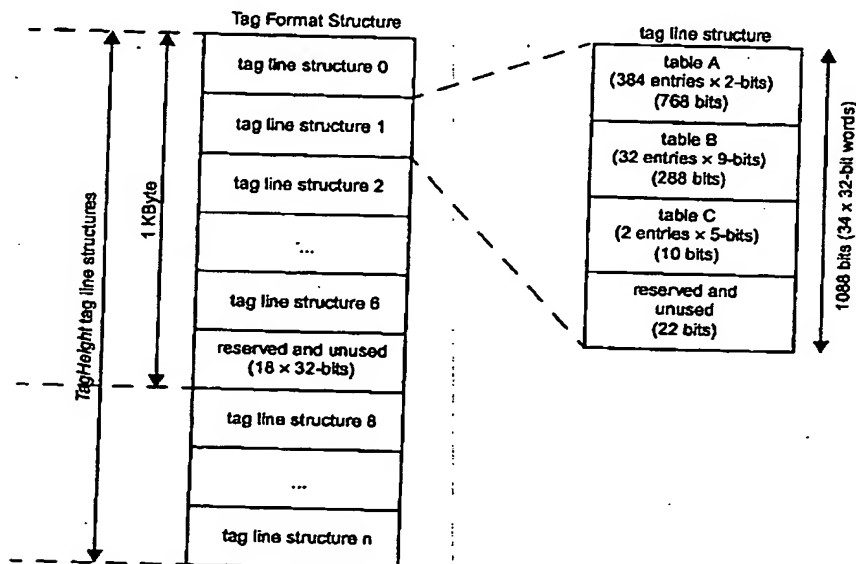 Tag Format Structure
tag line structure 0
tag line structure 1
tag line structure 2
...
tag line structure 6
reserved and unused
(18 × 32-bits)
tag line structure 8
...
tag line structure n
TagHeight tag line structures
1 KByte
tag line structure
table A
(384 entries × 2-bits)
(768 bits)
table B
(32 entries × 9-bits)
(288 bits)
table C
(2 entries × 5-bits)
(10 bits)
reserved and
unused
(22 bits)
1088 bits (34 x 32-bit words)